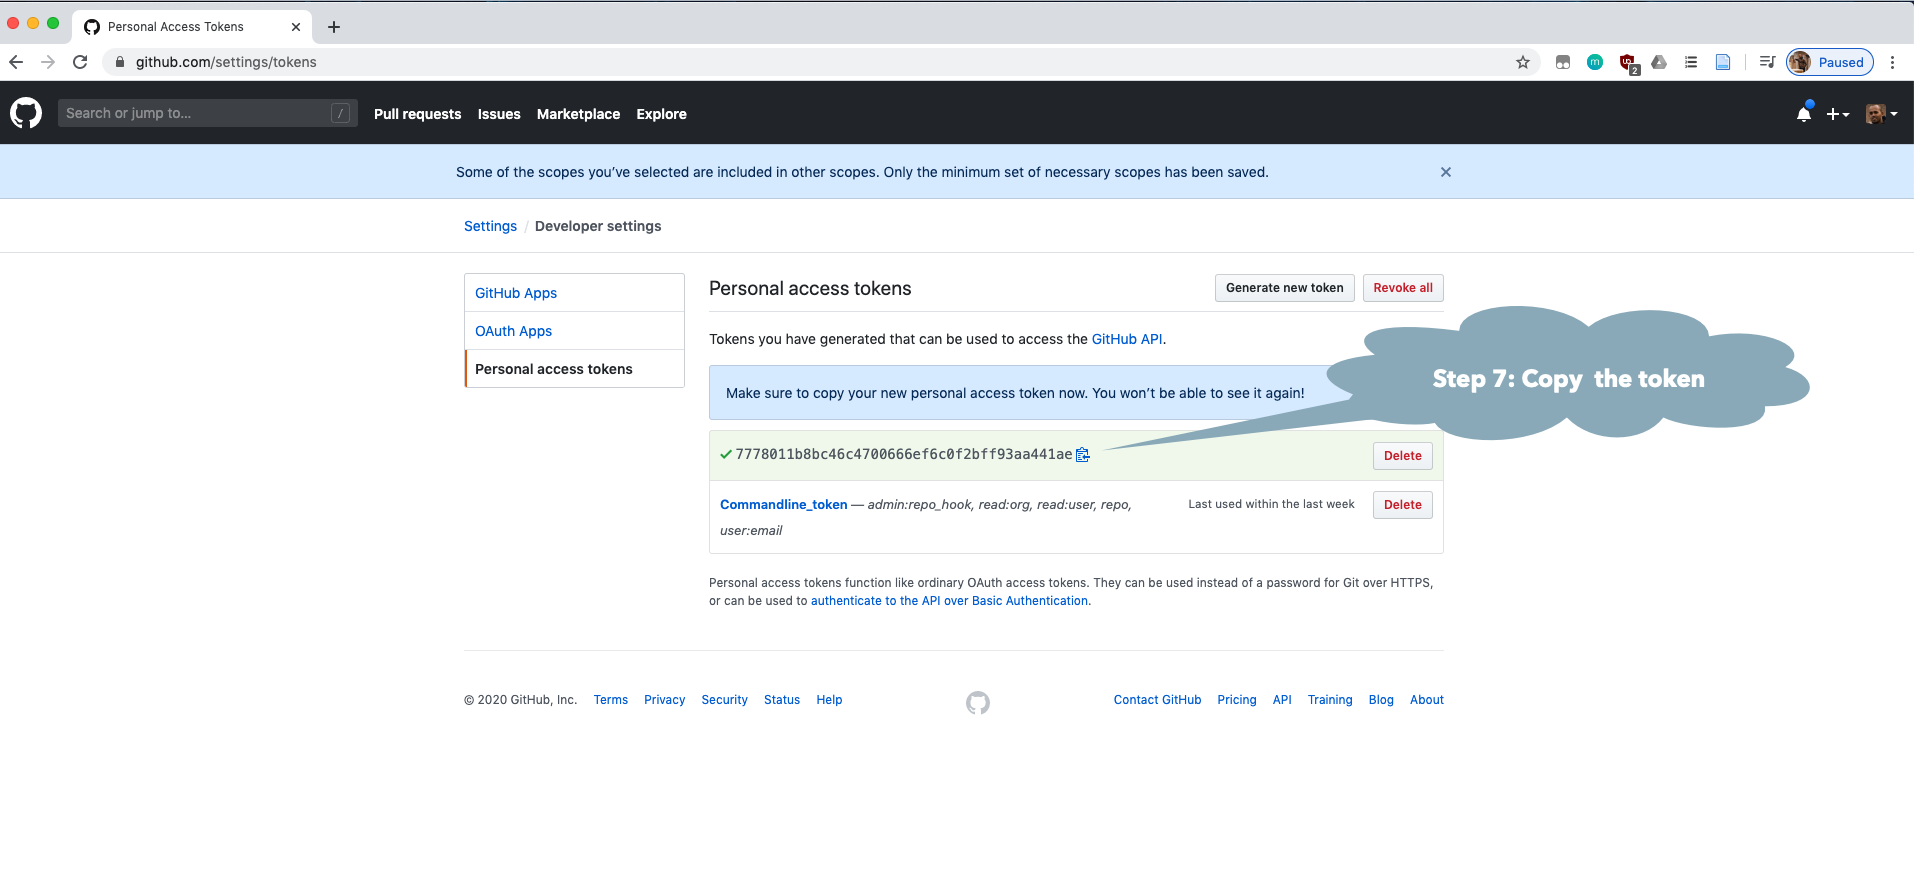 Personal Access Tokens
github.com/settings/tokens
2
Paused
Search or jump to...
/
Pull requests
Issues
Marketplace
Explore
Some of the scopes you've selected are included in other scopes. Only the minimum set of necessary scopes has been saved.
Settings / Developer settings
GitHub Apps
OAuth Apps
Personal access tokens
Personal access tokens
Generate new token
Revoke all
Tokens you have generated that can be used to access the GitHub API.
Make sure to copy your new personal access token now. You won't be able to see it again!
Step 7: Copy the token
7778011b8bc46c4700666ef6c0f2bff93aa441ae
Delete
Commandline_token — admin:repo_hook, read:org, read:user, repo,
user:email
Last used within the last week
Delete
Personal access tokens function like ordinary OAuth access tokens. They can be used instead of a password for Git over HTTPS,
or can be used to authenticate to the API over Basic Authentication.
© 2020 GitHub, Inc. Terms Privacy Security Status Help
Contact GitHub Pricing API Training Blog About